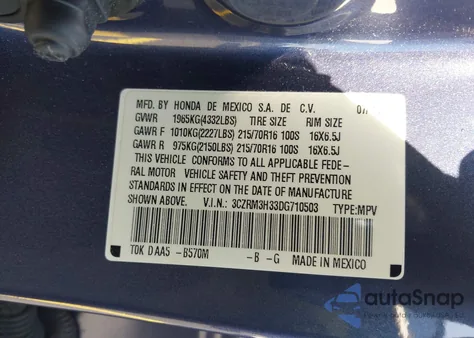 MFD. BY HONDA DE MEXICO S.A. DE C.V.
GVWR 1965KG(4332LBS) TIRE SIZE RIM SIZE
GAWR F 1010KG(2227LBS) 215/70R16 100S 16X6.5J
GAWR R 975KG(2150LBS) 215/70R16 100S 16X6.5J
THIS VEHICLE CONFORMS TO ALL APPLICABLE FEDE-
RAL MOTOR VEHICLE SAFETY AND THEFT PREVENTION
STANDARDS IN EFFECT ON THE DATE OF MANUFACTURE
SHOWN ABOVE. V.I.N.: 3CZRM3H33DG710503 TYPE:MPV
T0K D AA5 -B570M -B -G MADE IN MEXICO
autoSnap